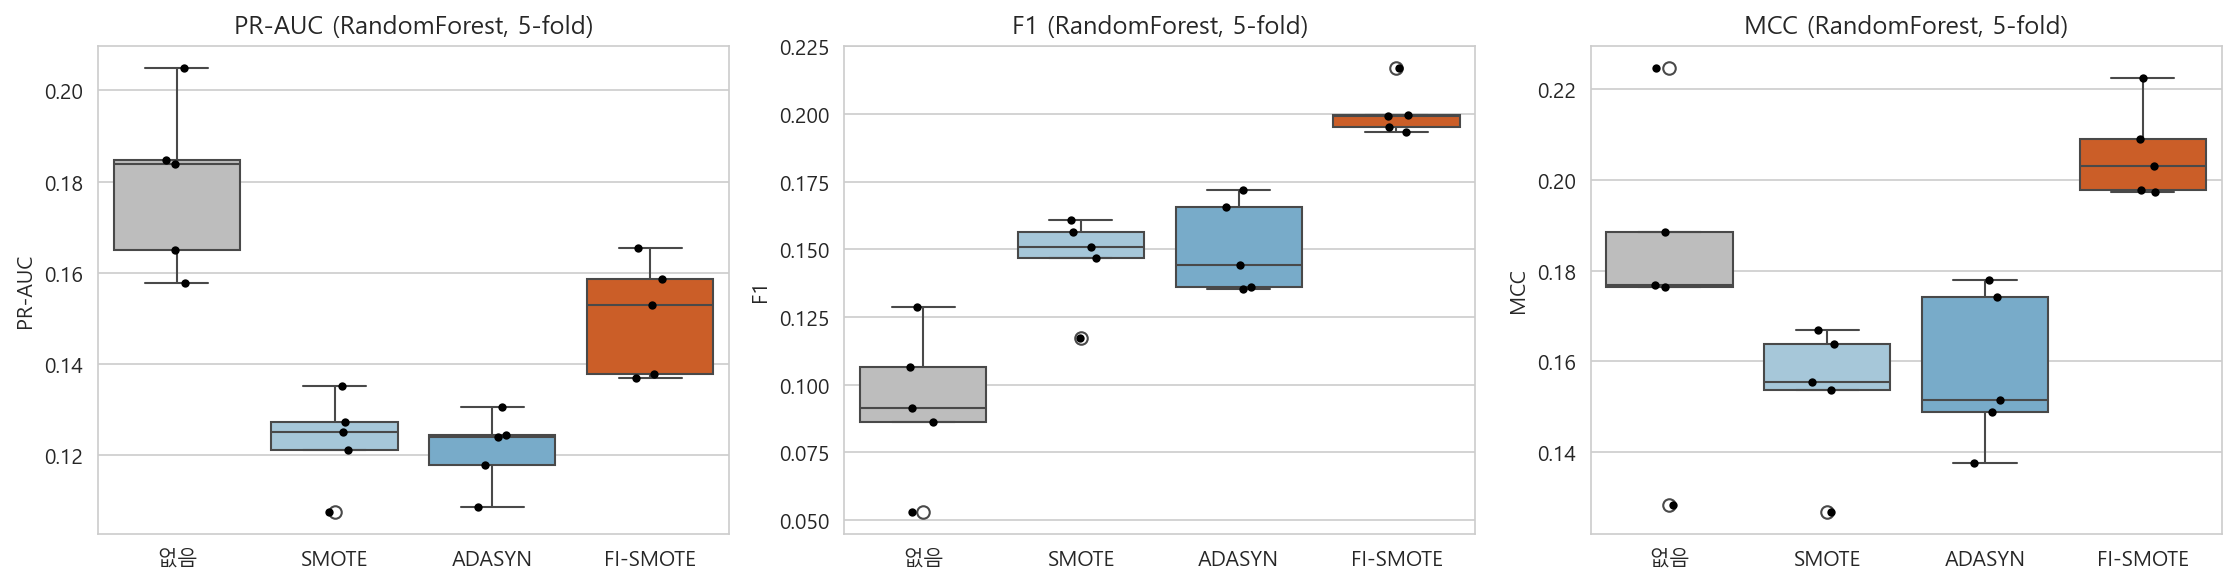 PR-AUC (RandomForest, 5-fold)
PR-AUC
0.20
0.18
0.16
0.14
0.12
없음 SMOTE ADASYN FI-SMOTE
F1 (RandomForest, 5-fold)
F1
0.225
0.200
0.175
0.150
0.125
0.100
0.075
0.050
없음 SMOTE ADASYN FI-SMOTE
MCC (RandomForest, 5-fold)
MCC
0.22
0.20
0.18
0.16
0.14
없음 SMOTE ADASYN FI-SMOTE